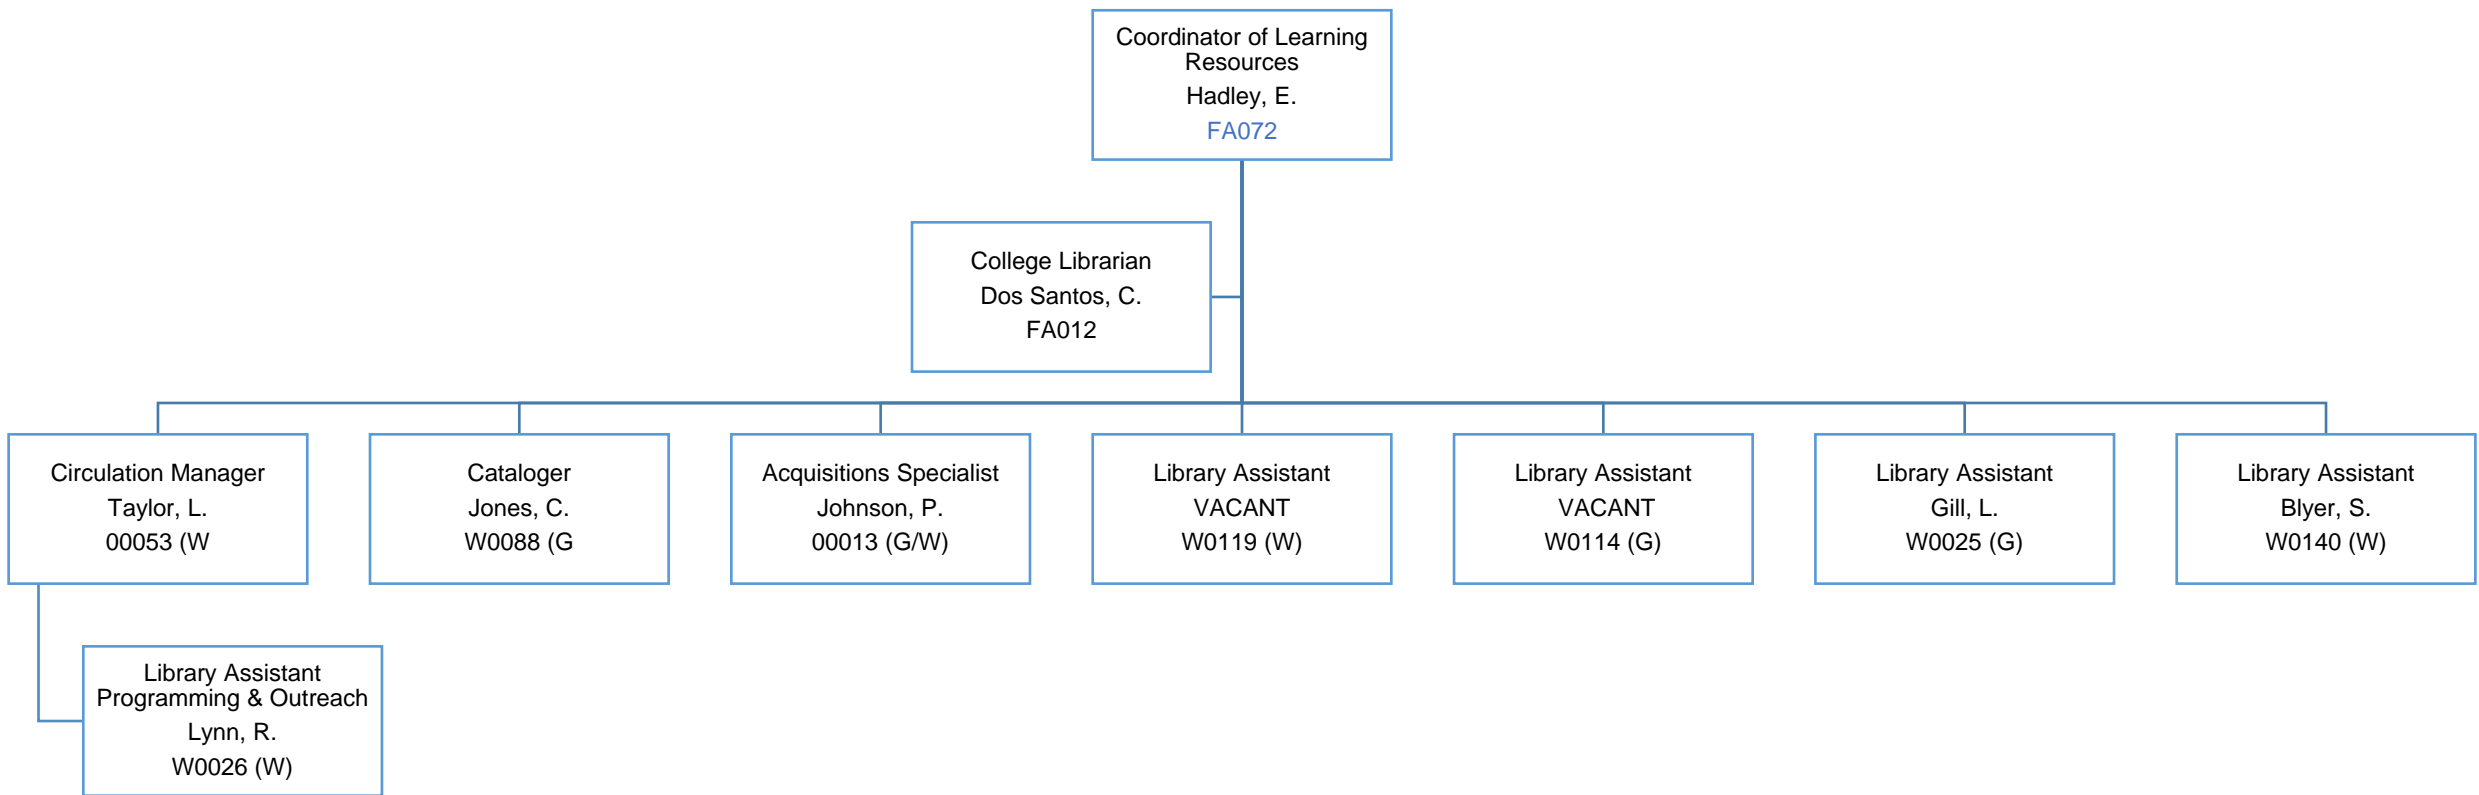 Coordinator of Learning
Resources
Hadley, E.
FA072
College Librarian
Dos Santos, C.
FA012
Circulation Manager
Taylor, L.
00053 (W
Cataloger
Jones, C.
W0088 (G
Acquisitions Specialist
Johnson, P.
00013 (G/W)
Library Assistant
VACANT
W0119 (W)
Library Assistant
VACANT
W0114 (G)
Library Assistant
Gill, L.
W0025 (G)
Library Assistant
Blyer, S.
W0140 (W)
Library Assistant
Programming & Outreach
Lynn, R.
W0026 (W)